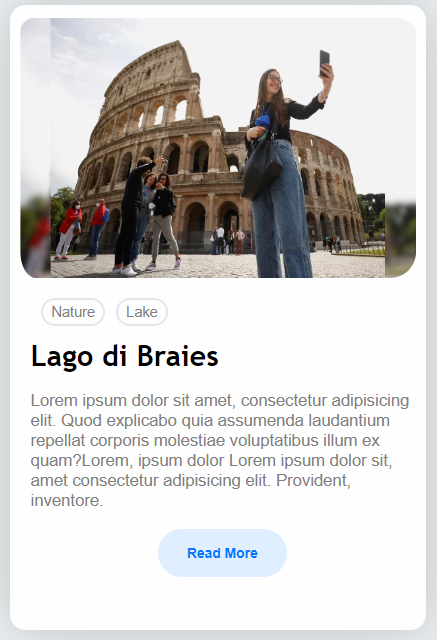 Nature Lake
Lago di Braies
Lorem ipsum dolor sit amet, consectetur adipisicing
elit. Quod explicabo quia assumenda laudantium
repellat corporis molestiae voluptatibus illum ex
quam?Lorem, ipsum dolor Lorem ipsum dolor sit,
amet consectetur adipisicing elit. Provident,
inventore.
Read More